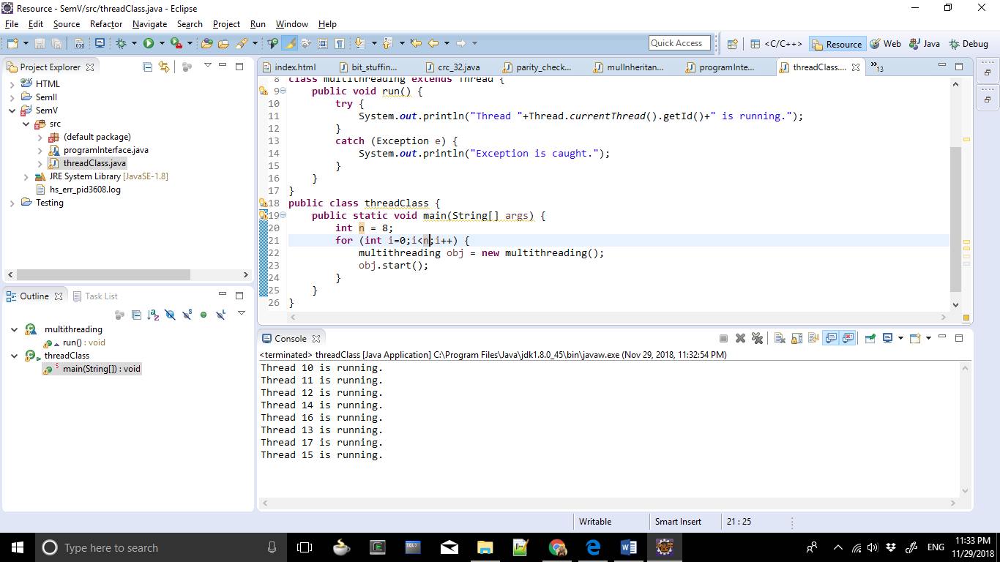 Resource - SemV/src/threadClass.java - Eclipse
File Edit Source Refactor Navigate Search Project Run Window Help
Quick Access
<C/C++> Resource Web Java Debug
Project Explorer
HTML
SemII
SemV
src
(default package)
programInterface.java
threadClass.java
JRE System Library [JavaSE-1.8]
hs_err_pid3608.log
Testing
Outline Task List
multithreading
run() : void
threadClass
main(String[]) : void
index.html bit_stuffin... crc_32.java parity_check... mulInheritan... programInte... threadClass.... »13
8 class multithreading extends Thread {
9 public void run() {
10 try {
11 System.out.println("Thread "+Thread.currentThread().getId()+" is running.");
12 }
13 catch (Exception e) {
14 System.out.println("Exception is caught.");
15 }
16 }
17 }
18 public class threadClass {
19 public static void main(String[] args) {
20 int n = 8;
21 for (int i=0;i<n;i++) {
22 multithreading obj = new multithreading();
23 obj.start();
24 }
25 }
26 }
Console
<terminated> threadClass [Java Application] C:\Program Files\Java\jdk1.8.0_45\bin\javaw.exe (Nov 29, 2018, 11:32:54 PM)
Thread 10 is running.
Thread 11 is running.
Thread 12 is running.
Thread 14 is running.
Thread 16 is running.
Thread 13 is running.
Thread 17 is running.
Thread 15 is running.
Writable Smart Insert 21 : 25
Type here to search
ENG
11:33 PM
11/29/2018